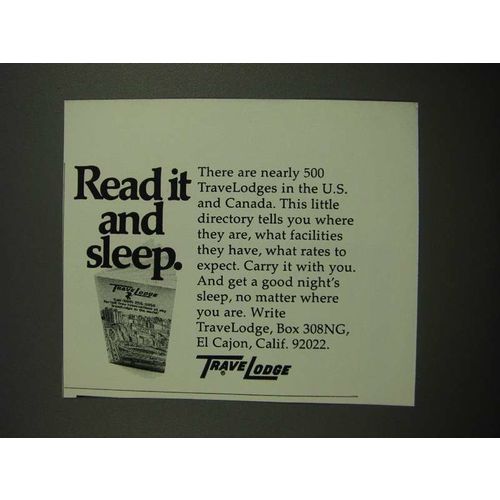 Read it
and
sleep.
There are nearly 500
TraveLodges in the U.S.
and Canada. This little
directory tells you where
they are, what facilities
they have, what rates to
expect. Carry it with you.
And get a good night's
sleep, no matter where
you are. Write
TraveLodge, Box 308NG,
El Cajon, Calif. 92022.
TRAVELODGE
TRAVELODGE